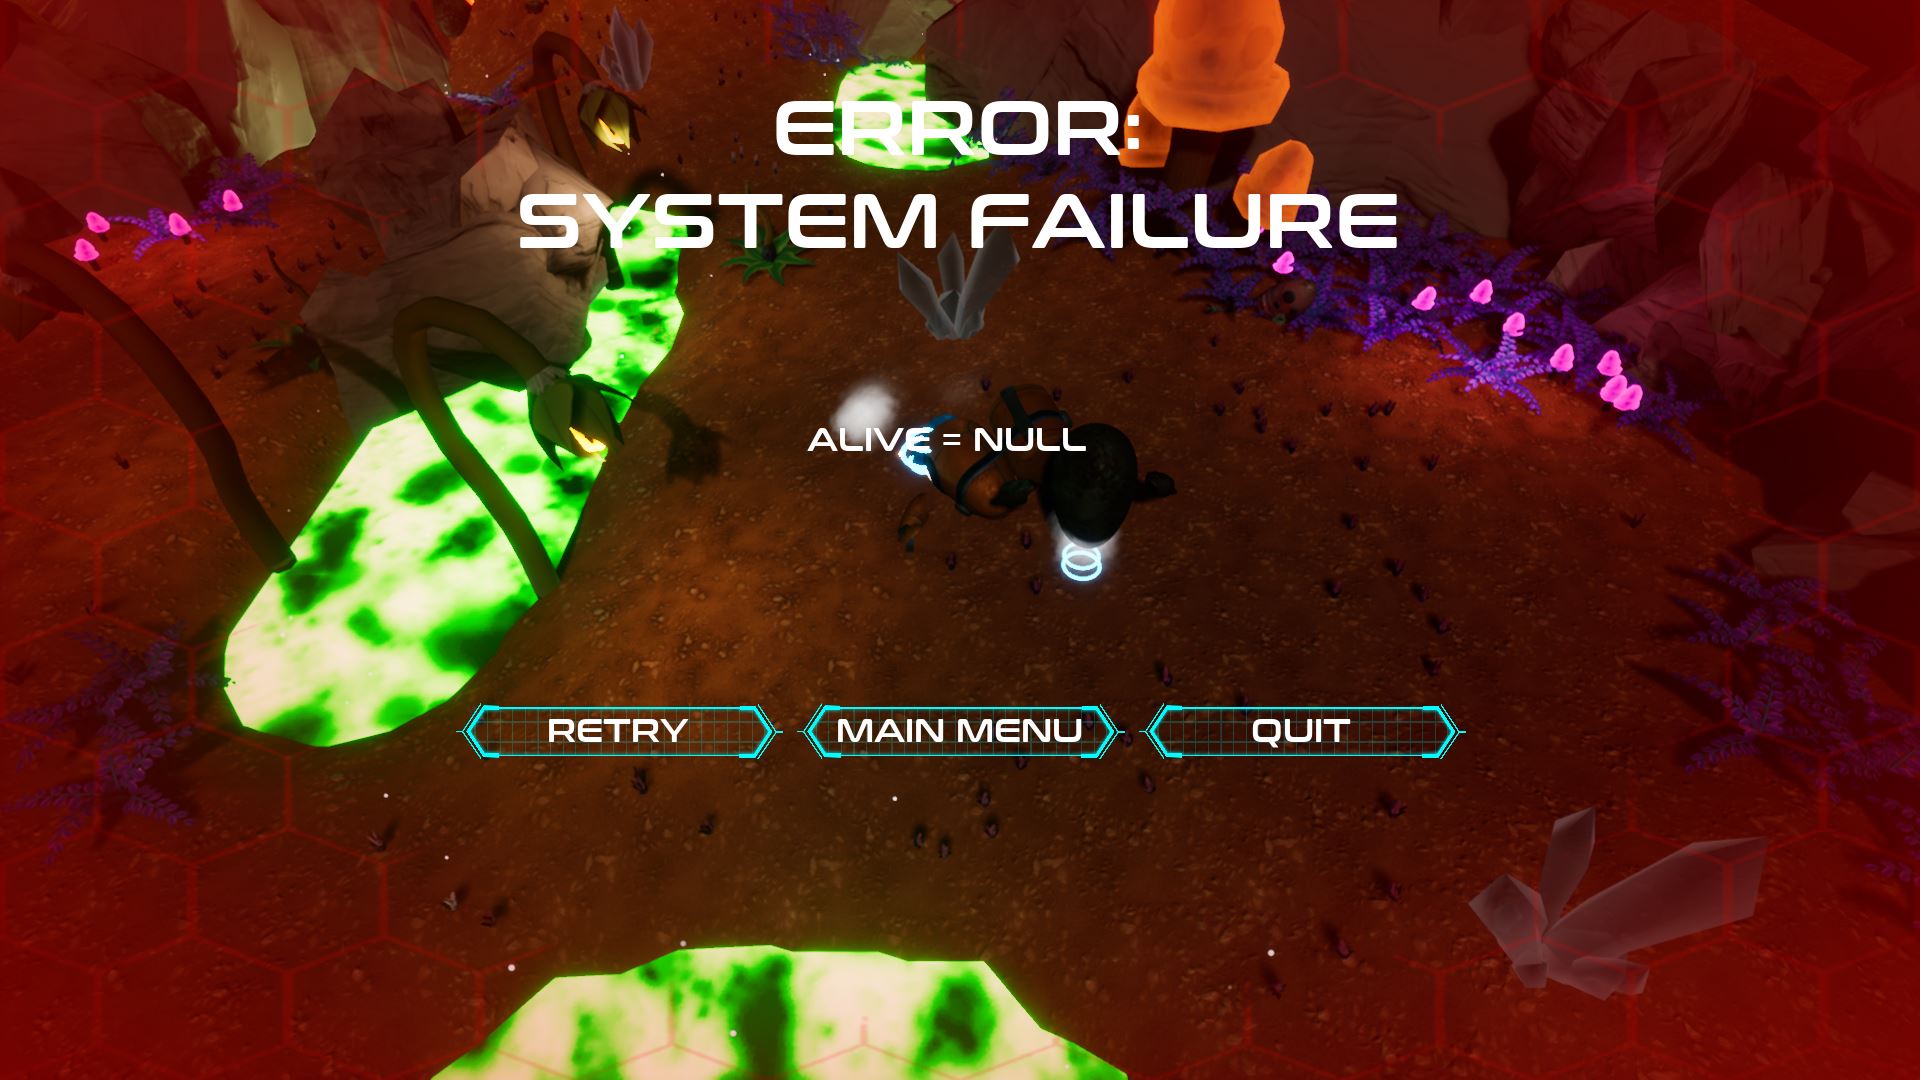 ERROR:
SYSTEM FAILURE
ALIVE = NULL
RETRY
MAIN MENU
QUIT